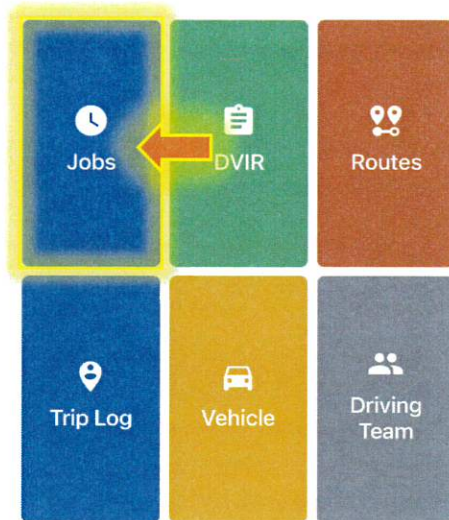 Jobs
DVIR
Routes
Trip Log
Vehicle
Driving
Team